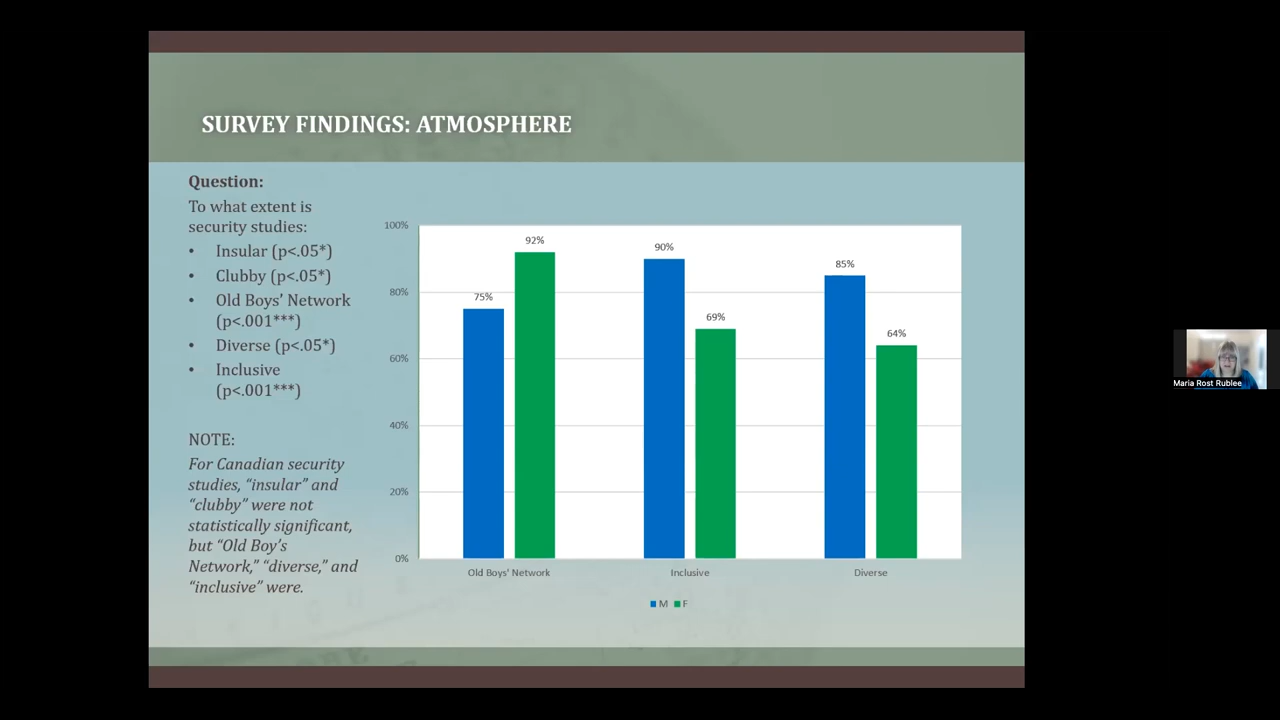 SURVEY FINDINGS: ATMOSPHERE
Question:
To what extent is
security studies:
• Insular (p<.05*)
• Clubby (p<.05*)
• Old Boys' Network
(p<.001***)
• Diverse (p<.05*)
• Inclusive
(p<.001***)
NOTE:
For Canadian security
studies, “insular” and
“clubby” were not
statistically significant,
but “Old Boy's
Network,” “diverse,” and
“inclusive” were.
100%
80%
60%
40%
20%
0%
75%
92%
90%
69%
85%
64%
Old Boys' Network
Inclusive
Diverse
M F
Maria Rost Rublee